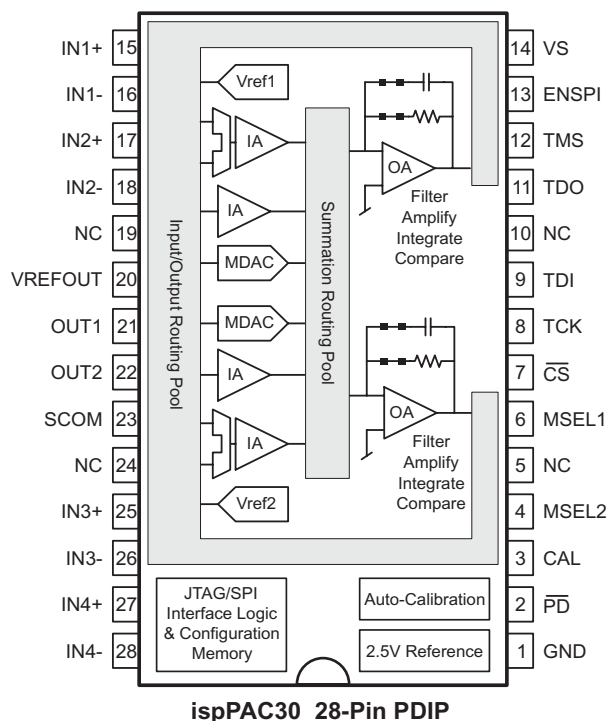 IN1+ 15
IN1- 16
IN2+ 17
IN2- 18
NC 19
VREFOUT 20
OUT1 21
OUT2 22
SCOM 23
NC 24
IN3+ 25
IN3- 26
IN4+ 27
IN4- 28
Input/Output Routing Pool
Vref1
IA
IA
MDAC
MDAC
IA
IA
Vref2
Summation Routing Pool
OA
Filter
Amplify
Integrate
Compare
OA
Filter
Amplify
Integrate
Compare
JTAG/SPI
Interface Logic
& Configuration
Memory
Auto-Calibration
2.5V Reference
14 VS
13 ENSPI
12 TMS
11 TDO
10 NC
9 TDI
8 TCK
7 C̅S̅
6 MSEL1
5 NC
4 MSEL2
3 CAL
2 P̅D̅
1 GND
ispPAC30 28-Pin PDIP